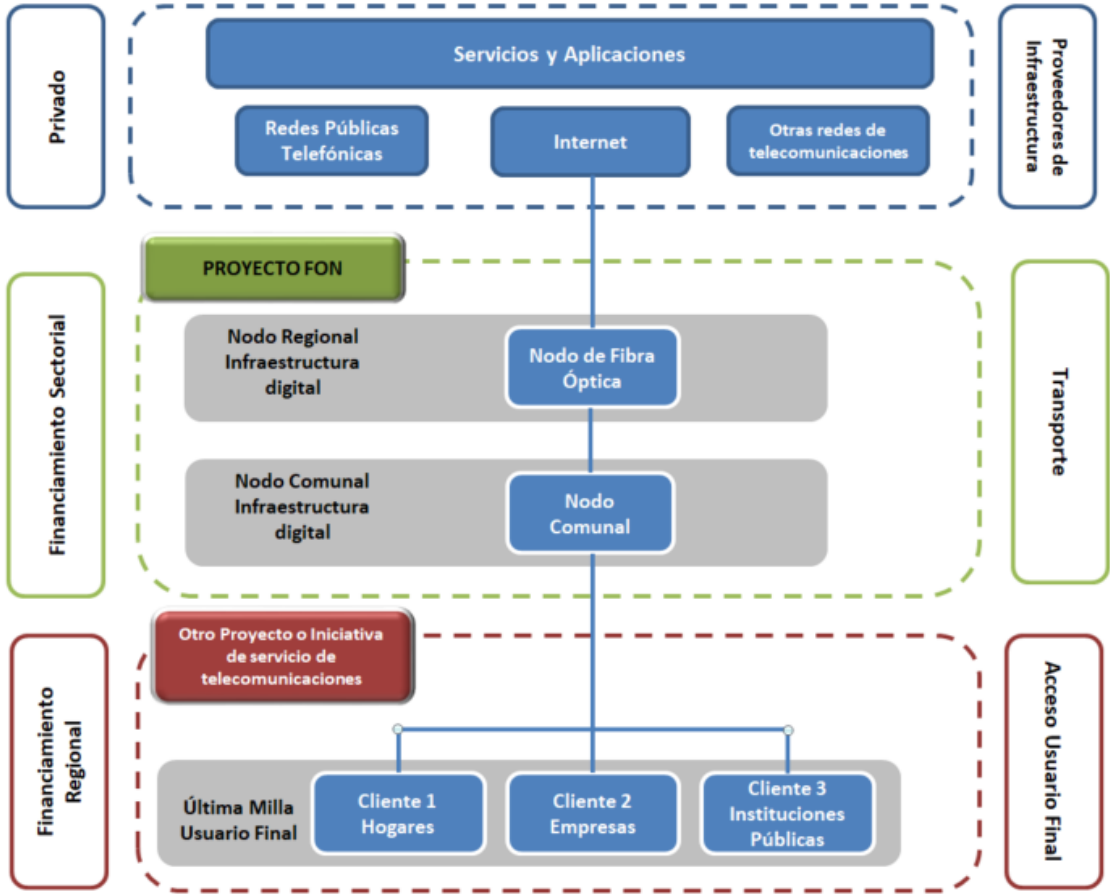 Privado
Servicios y Aplicaciones
Redes Públicas
Telefónicas
Internet
Otras redes de
telecomunicaciones
Proveedores de
Infraestructura
Financiamiento Sectorial
PROYECTO FON
Nodo Regional
Infraestructura
digital
Nodo de Fibra
Óptica
Nodo Comunal
Infraestructura
digital
Nodo
Comunal
Transporte
Financiamiento
Regional
Otro Proyecto o Iniciativa
de servicio de
telecomunicaciones
Última Milla
Usuario Final
Cliente 1
Hogares
Cliente 2
Empresas
Cliente 3
Instituciones
Públicas
Acceso Usuario Final